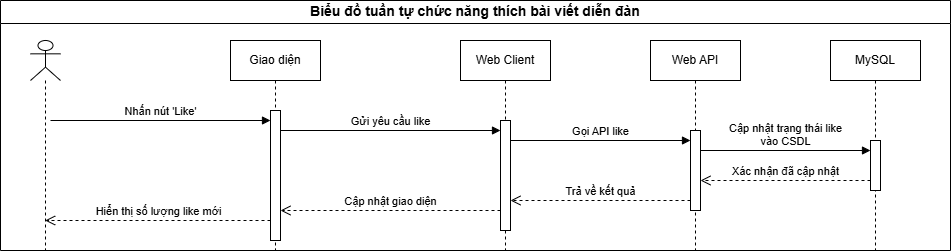 Biểu đồ tuần tự chức năng thích bài viết diễn đàn
Giao diện
Web Client
Web API
MySQL
Nhấn nút 'Like'
Gửi yêu cầu like
Gọi API like
Cập nhật trạng thái like
vào CSDL
Xác nhận đã cập nhật
Trả về kết quả
Cập nhật giao diện
Hiển thị số lượng like mới